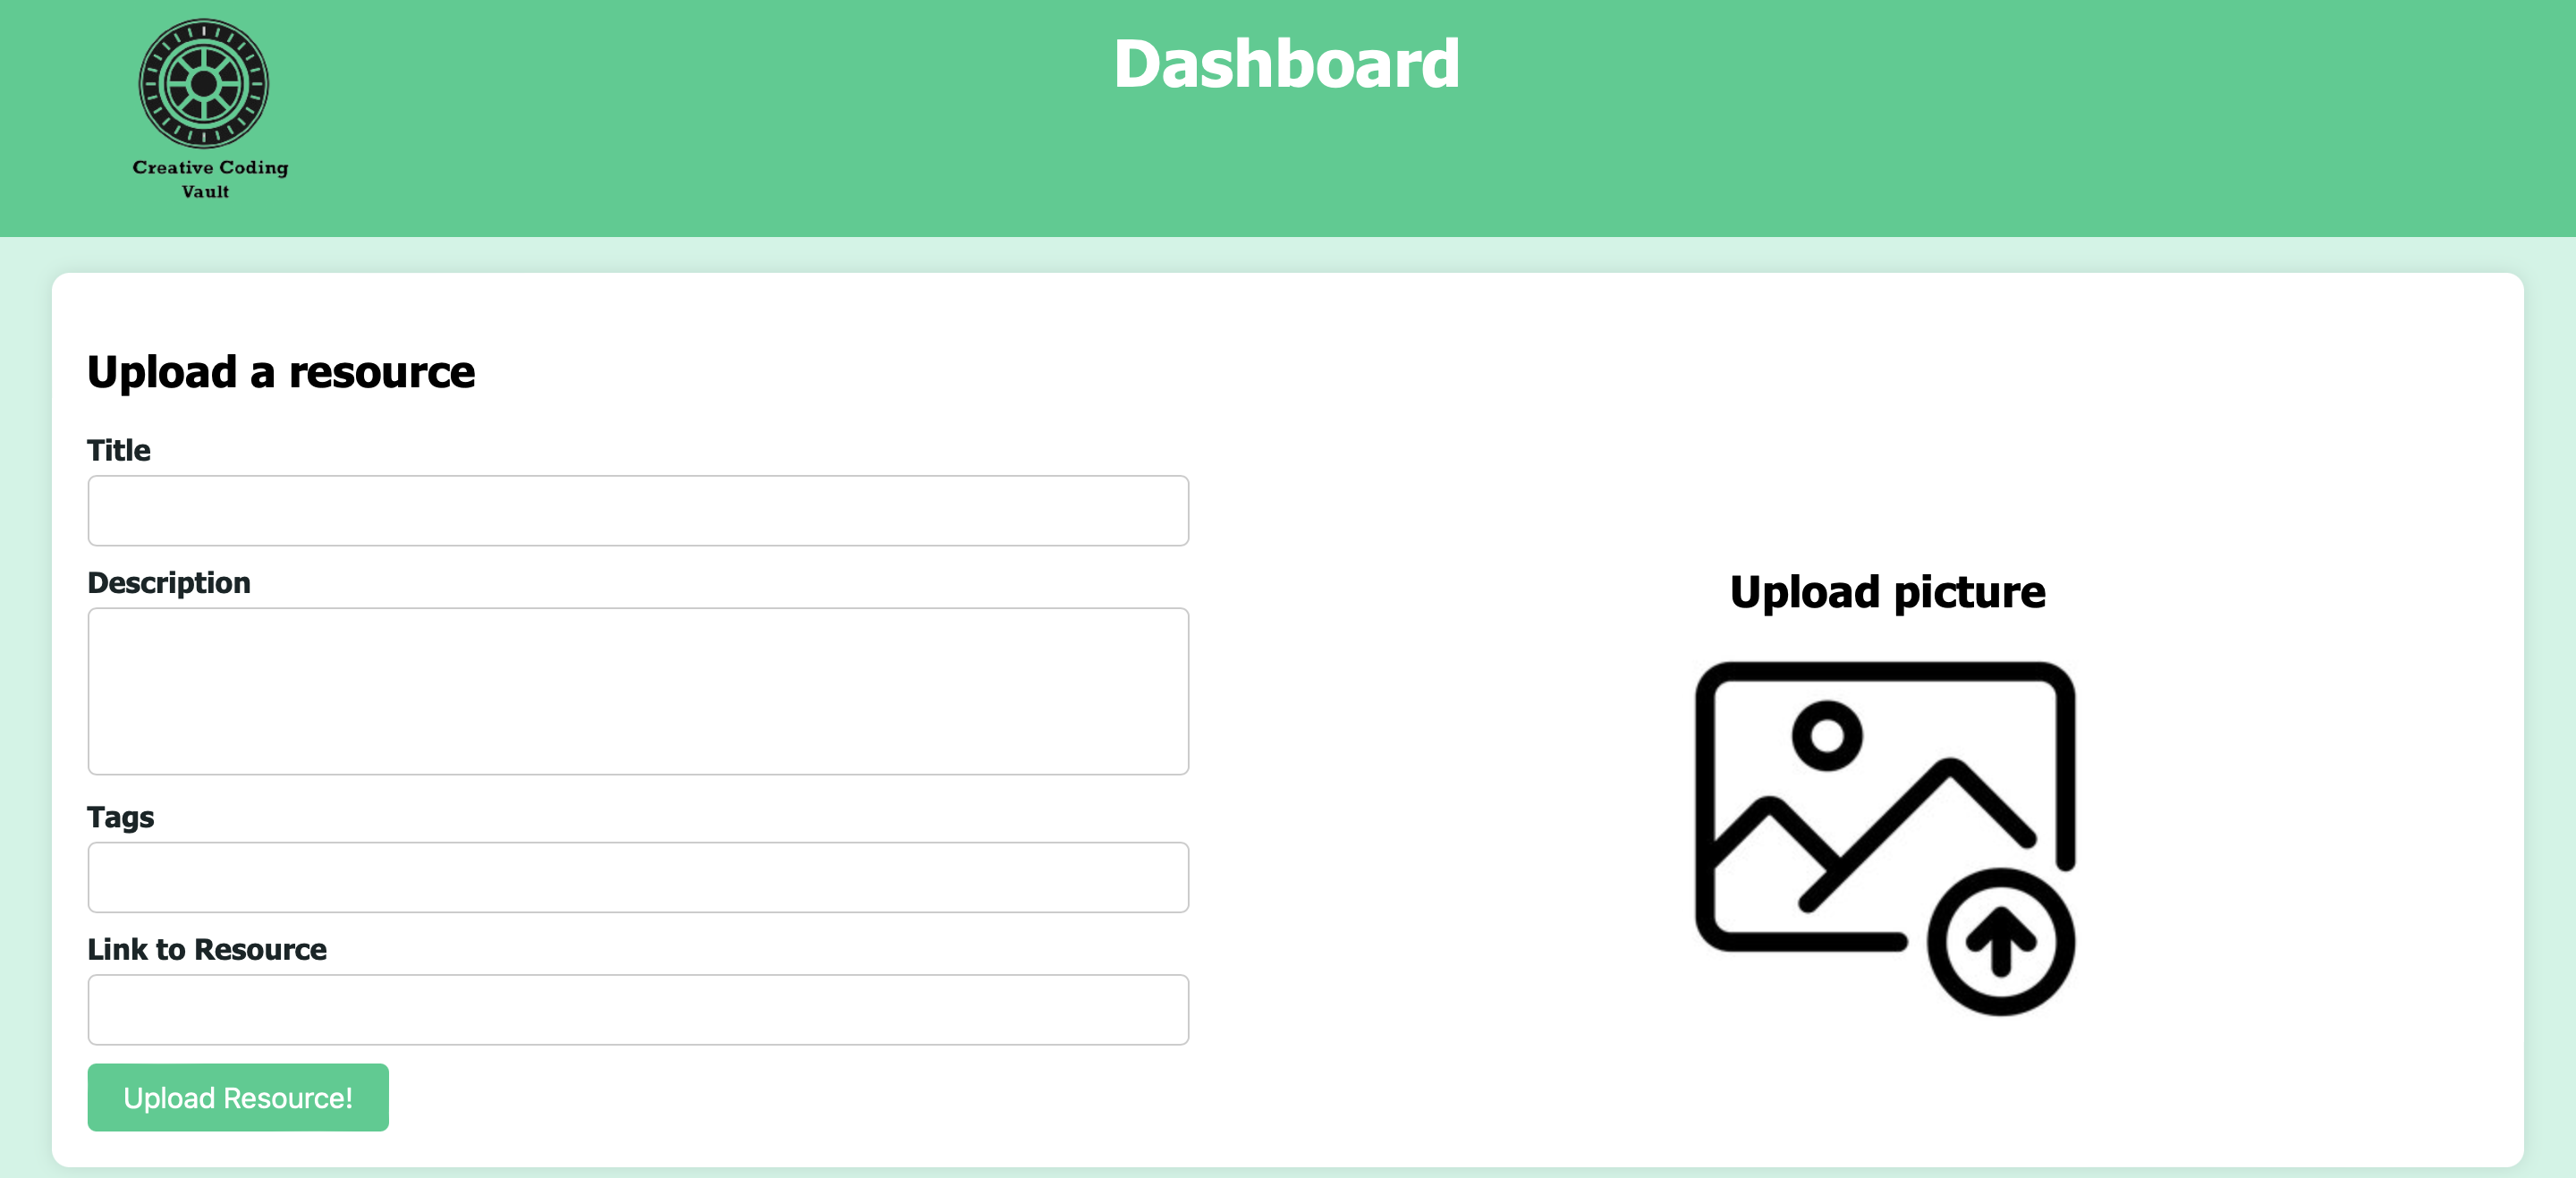 Dashboard
Creative Coding
Vault
Upload a resource
Title
Description
Tags
Link to Resource
Upload Resource!
Upload picture